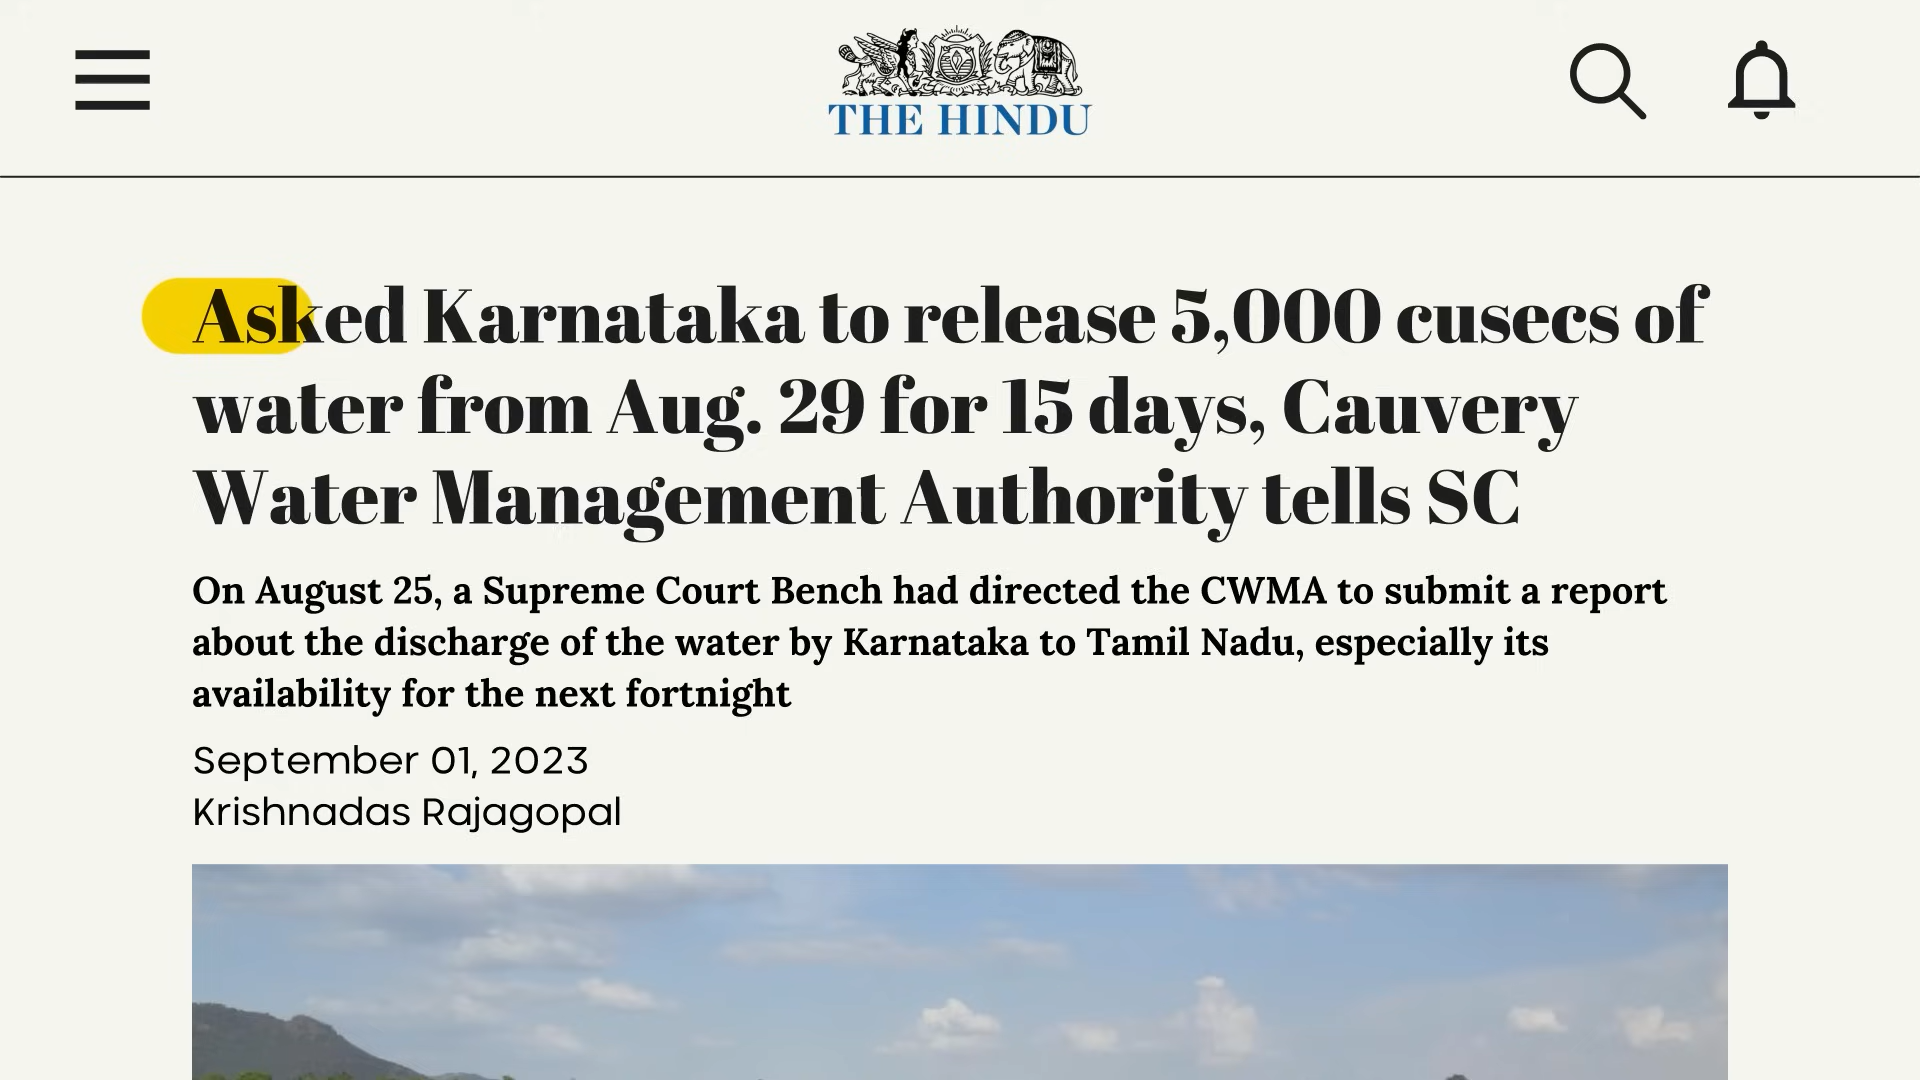 THE HINDU
Asked Karnataka to release 5,000 cusecs of
water from Aug. 29 for 15 days, Cauvery
Water Management Authority tells SC
On August 25, a Supreme Court Bench had directed the CWMA to submit a report
about the discharge of the water by Karnataka to Tamil Nadu, especially its
availability for the next fortnight
September 01, 2023
Krishnadas Rajagopal